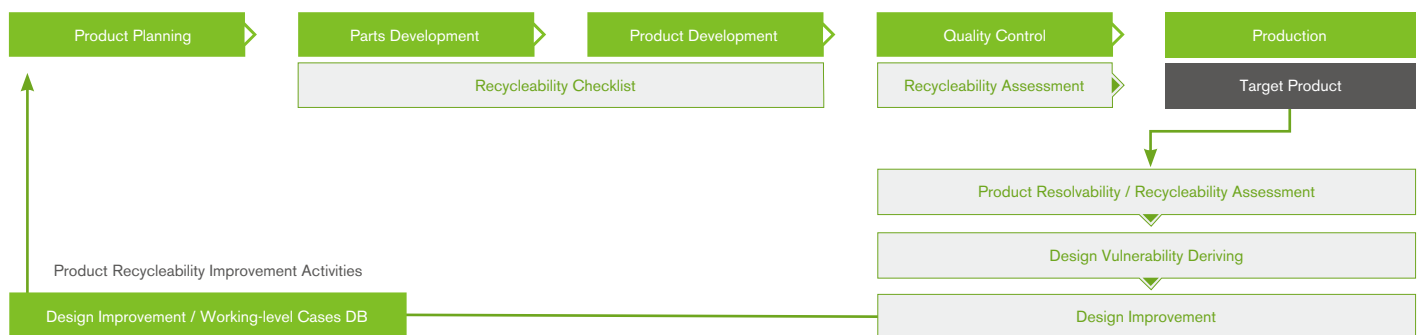 Product Planning
Parts Development
Product Development
Quality Control
Production
Recycleability Checklist
Recycleability Assessment
Target Product
Product Resolvability / Recycleability Assessment
Design Vulnerability Deriving
Product Recycleability Improvement Activities
Design Improvement / Working-level Cases DB
Design Improvement